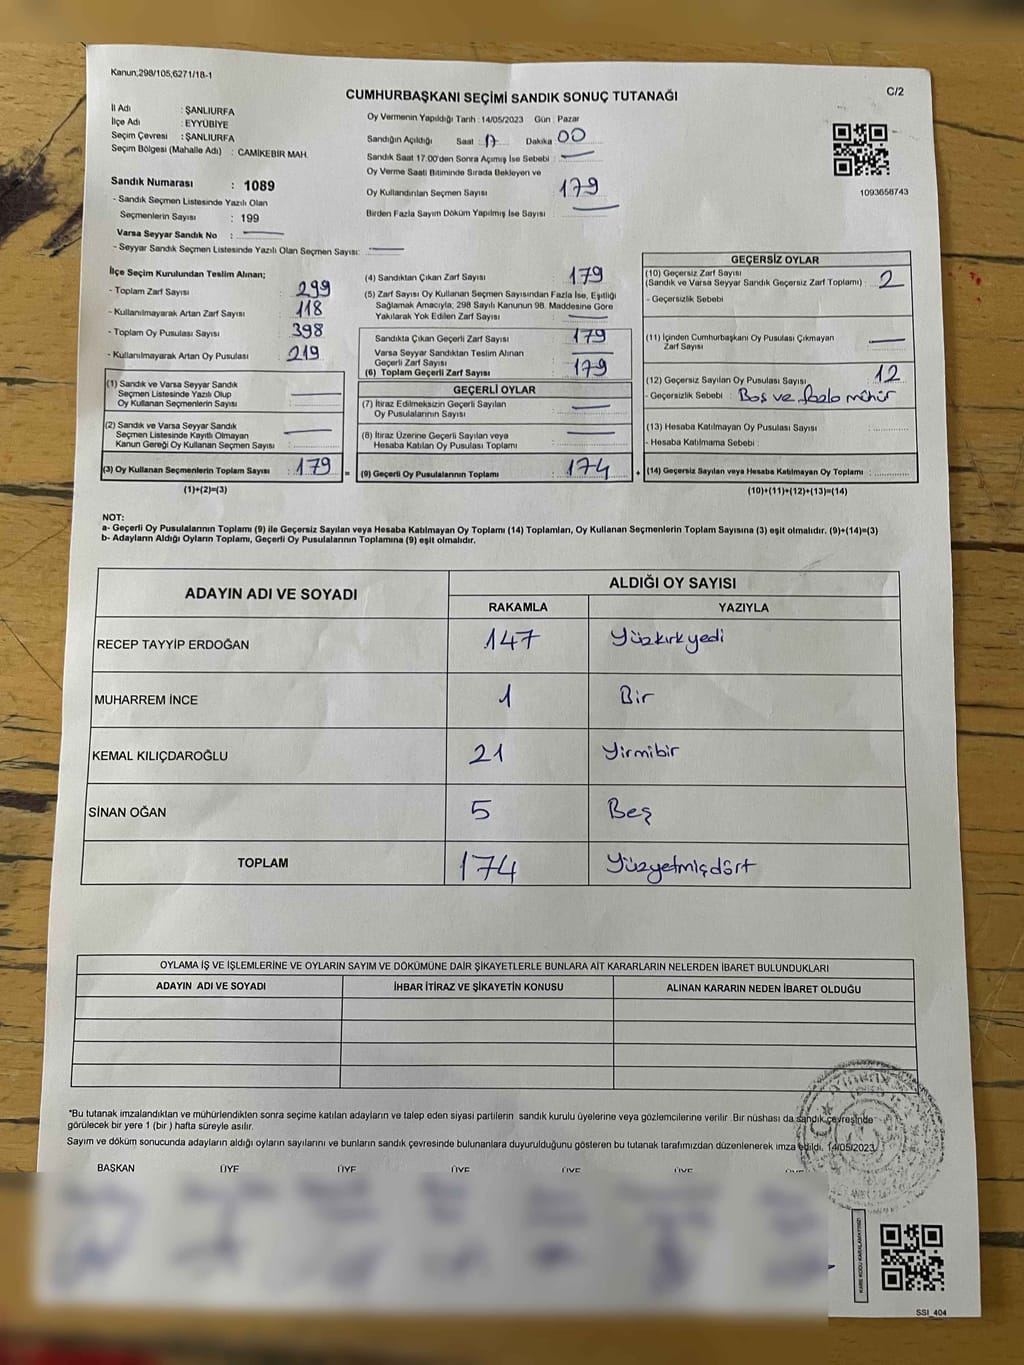 Kanun;298/105,6271/18-1
C/2
CUMHURBAŞKANI SEÇİMİ SANDIK SONUÇ TUTANAĞI
İl Adı : ŞANLIURFA
İlçe Adı : EYYÜBİYE
Seçim Çevresi : ŞANLIURFA
Seçim Bölgesi (Mahalle Adı) : CAMİKEBİR MAH.
Sandık Numarası : 1089
- Sandık Seçmen Listesinde Yazılı Olan
Seçmenlerin Sayısı : 199
Varsa Seyyar Sandık No :
- Seyyar Sandık Seçmen Listesinde Yazılı Olan Seçmen Sayısı:
Oy Vermenin Yapıldığı Tarih : 14/05/2023 Gün : Pazar
Sandığın Açıldığı Saat : 17 Dakika 00
Sandık Saat 17.00'den Sonra Açımış İse Sebebi :
Oy Verme Saati Bitiminde Sırada Bekleyen ve
Oy Kullandırılan Seçmen Sayısı 179
Birden Fazla Sayım Döküm Yapılmış İse Sayısı :
1093656743
İlçe Seçim Kurulundan Teslim Alınan;
- Toplam Zarf Sayısı : 299
- Kullanılmayarak Artan Zarf Sayısı : 118
- Toplam Oy Pusulası Sayısı : 398
- Kullanılmayarak Artan Oy Pusulası : 219
(1) Sandık ve Varsa Seyyar Sandık
Seçmen Listesinde Yazılı Olup
Oy Kullanan Seçmenlerin Sayısı :
(2) Sandık ve Varsa Seyyar Sandık
Seçmen Listesinde Kayıtlı Olmayan
Kanun Gereği Oy Kullanan Seçmen Sayısı :
(3) Oy Kullanan Seçmenlerin Toplam Sayısı : 179 =
(1)+(2)=(3)
(4) Sandıktan Çıkan Zarf Sayısı : 179
(5) Zarf Sayısı Oy Kullanan Seçmen Sayısından Fazla İse, Eşitliği
Sağlamak Amacıyla; 298 Sayılı Kanunun 98. Maddesine Göre
Yakılarak Yok Edilen Zarf Sayısı :
Sandıkta Çıkan Geçerli Zarf Sayısı : 179
Varsa Seyyar Sandıktan Teslim Alınan
Geçerli Zarf Sayısı :
(6) Toplam Geçerli Zarf Sayısı : 179
GEÇERLİ OYLAR
(7) İtiraz Edilmeksizin Geçerli Sayılan
Oy Pusulalarının Sayısı :
(8) İtiraz Üzerine Geçerli Sayılan veya
Hesaba Katılan Oy Pusulası Sayısı :
(9) Geçerli Oy Pusulalarının Toplamı : 174 +
GEÇERSİZ OYLAR
(10) Geçersiz Zarf Sayısı
(Sandık ve Varsa Seyyar Sandık Geçersiz Zarf Toplamı) : 2
- Geçersizlik Sebebi :
(11) İçinden Cumhurbaşkanı Oy Pusulası Çıkmayan
Zarf Sayısı :
(12) Geçersiz Sayılan Oy Pusulası Sayısı : 12
- Geçersizlik Sebebi : Boş ve fazla mühür
(13) Hesaba Katılmayan Oy Pusulası Sayısı :
- Hesaba Katılmama Sebebi :
(14) Geçersiz Sayılan veya Hesaba Katılmayan Oy Toplamı :
(10)+(11)+(12)+(13)=(14)
NOT:
a- Geçerli Oy Pusulalarının Toplamı (9) ile Geçersiz Sayılan veya Hesaba Katılmayan Oy Toplamı (14) Toplamları, Oy Kullanan Seçmenlerin Toplam Sayısına (3) eşit olmalıdır. (9)+(14)=(3)
b- Adayların Aldığı Oyların Toplamı, Geçerli Oy Pusulalarının Toplamına (9) eşit olmalıdır.
ADAYIN ADI VE SOYADI
ALDIĞI OY SAYISI
RAKAMLA YAZIYLA
RECEP TAYYİP ERDOĞAN 147 Yüzkırkyedi
MUHARREM İNCE 1 Bir
KEMAL KILIÇDAROĞLU 21 Yirmibir
SİNAN OĞAN 5 Beş
TOPLAM 174 Yüzyetmişdört
OYLAMA İŞ VE İŞLEMLERİNE VE OYLARIN SAYIM VE DÖKÜMÜNE DAİR ŞİKAYETLERLE BUNLARA AİT KARARLARIN NELERDEN İBARET BULUNDUKLARI
ADAYIN ADI VE SOYADI İHBAR İTİRAZ VE ŞİKAYETİN KONUSU ALINAN KARARIN NEDEN İBARET OLDUĞU
*Bu tutanak imzalandıktan ve mühürlendikten sonra seçime katılan adayların ve talep eden siyasi partilerin sandık kurulu üyelerine veya gözlemcilerine verilir .Bir nüshası da sandık çevresinde
görülecek bir yere 1 (bir ) hafta süreyle asılır.
Sayım ve döküm sonucunda adayların aldığı oyların sayılarını ve bunların sandık çevresinde bulunanlara duyurulduğunu gösteren bu tutanak tarafımızdan düzenlenerek imza edildi. 14/05/2023
BAŞKAN ÜYE ÜYE ÜYE ÜYE ÜYE
KARE KODU KARALAMAYINIZ!
SSI_404